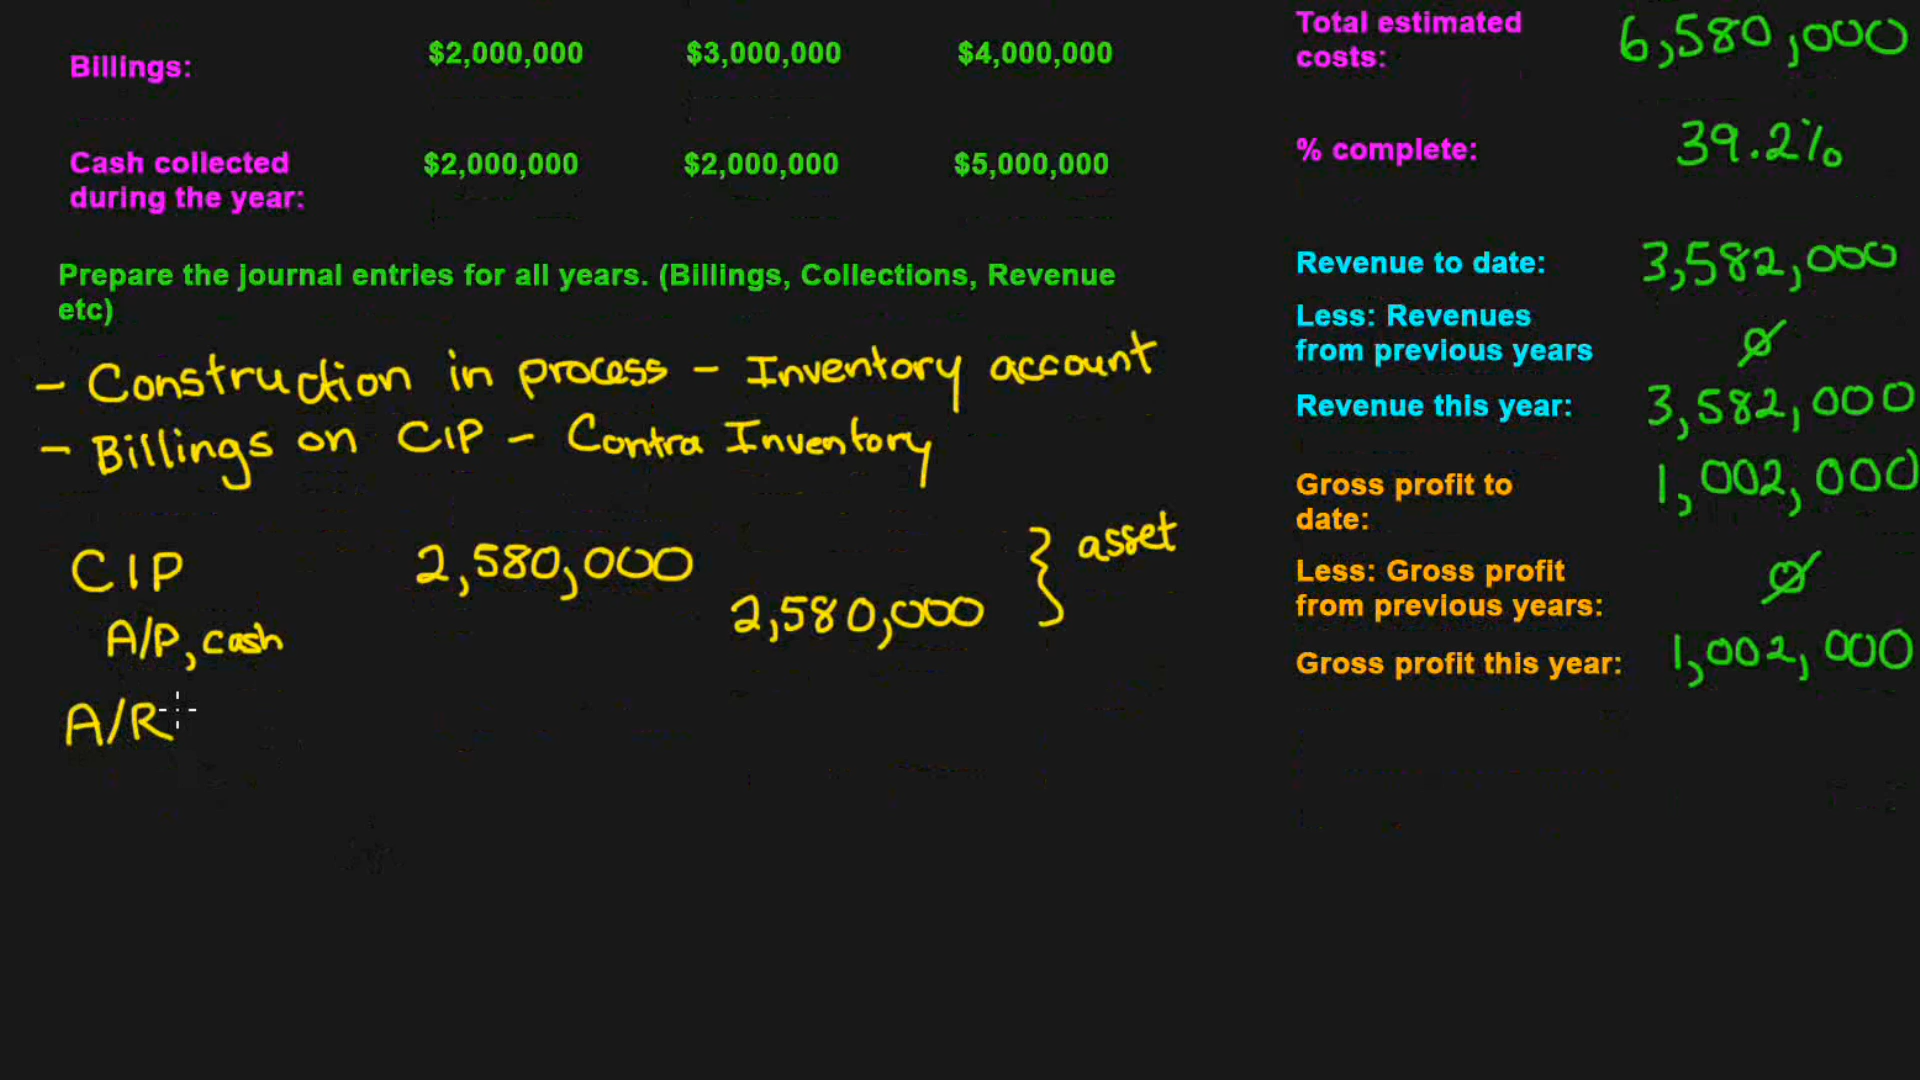 Billings: $2,000,000 $3,000,000 $4,000,000
Cash collected
during the year: $2,000,000 $2,000,000 $5,000,000
Prepare the journal entries for all years. (Billings, Collections, Revenue
etc)
- Construction in process - Inventory account
- Billings on CIP - Contra Inventory
CIP 2,580,000
A/P, cash 2,580,000
} asset
A/R
Total estimated
costs: 6,580,000
% complete: 39.2%
Revenue to date: 3,582,000
Less: Revenues
from previous years Ø
Revenue this year: 3,582,000
Gross profit to
date: 1,002,000
Less: Gross profit
from previous years: Ø
Gross profit this year: 1,002,000